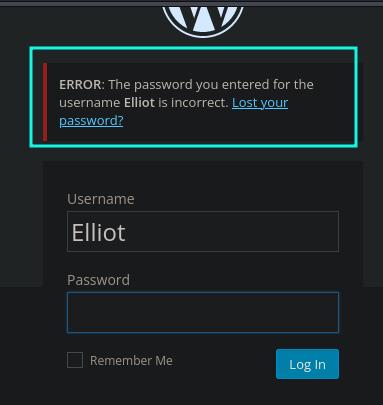 ERROR: The password you entered for the
username Elliot is incorrect. Lost your
password?
Username
Elliot
Password
Remember Me
Log In